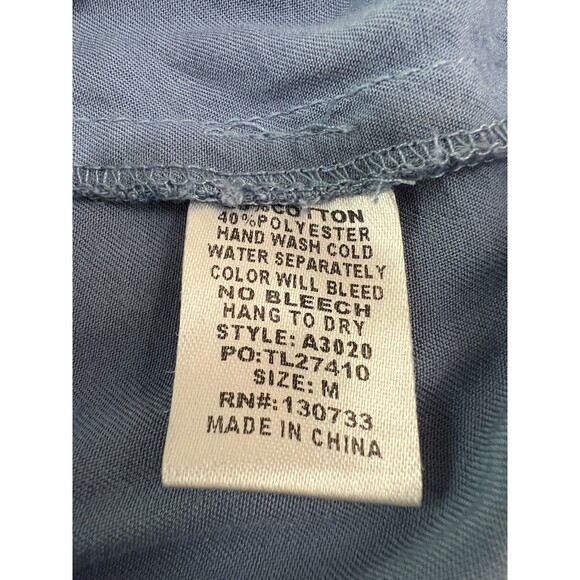 %COTTON
40%POLYESTER
HAND WASH COLD
WATER SEPARATELY
COLOR WILL BLEED
NO BLEECH
HANG TO DRY
STYLE: A3020
PO:TL27410
SIZE: M
RN#:130733
MADE IN CHINA